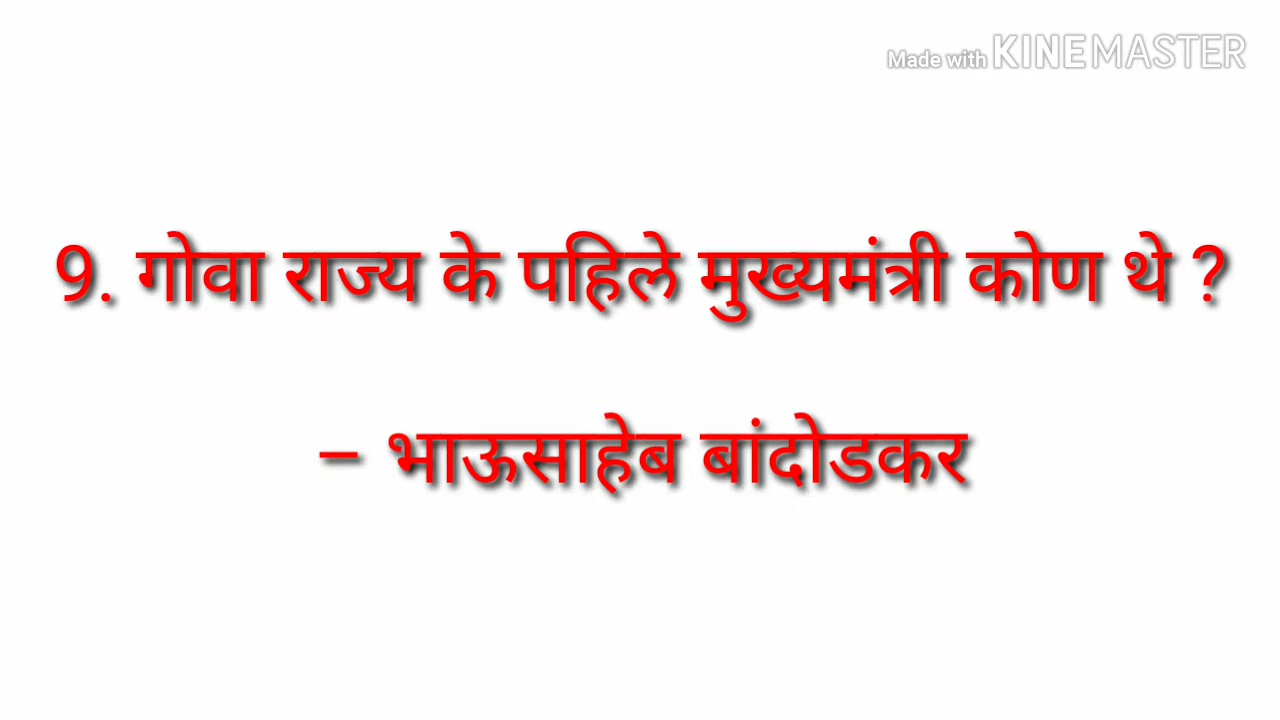 Made with KINEMASTER
9. गोवा राज्य के पहिले मुख्यमंत्री कोण थे ?
– भाऊसाहेब बांदोडकर